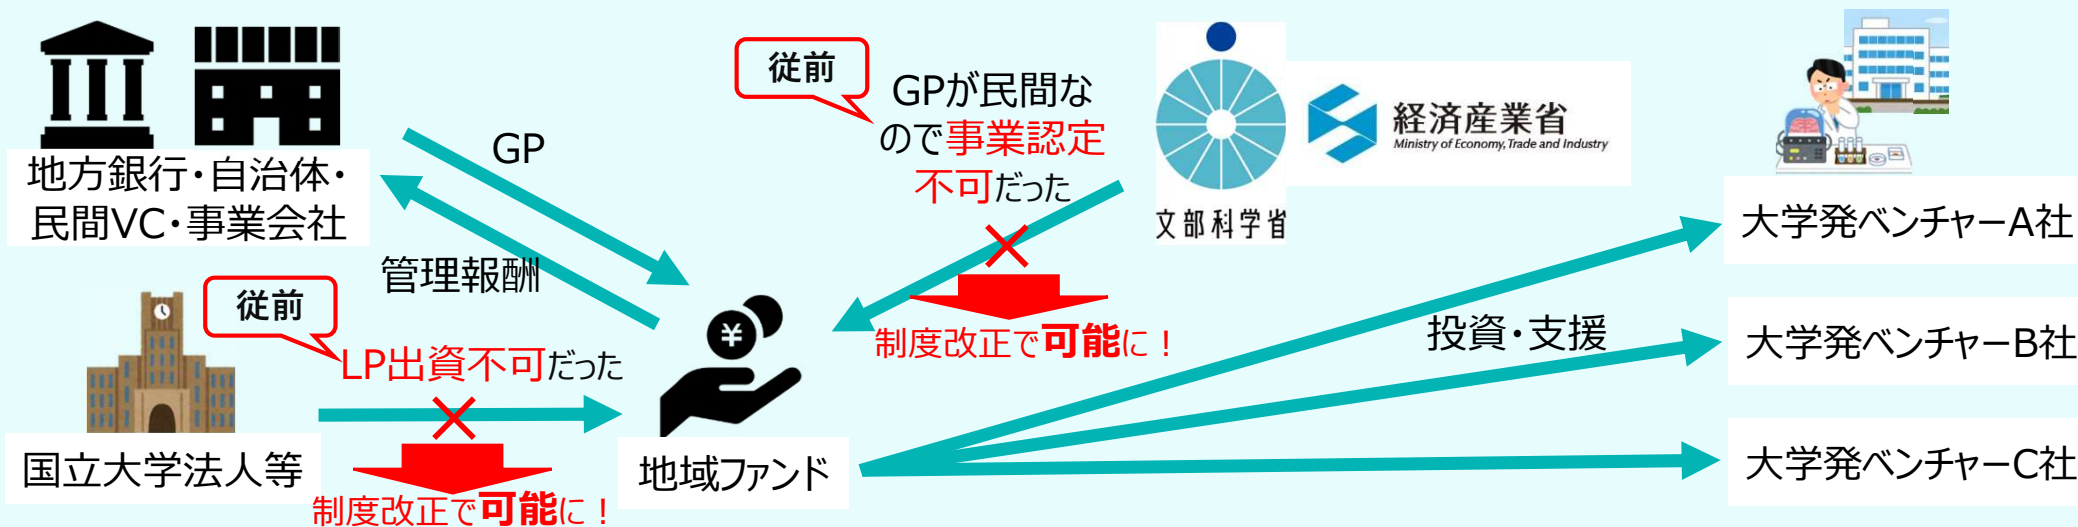 地方銀行・自治体・
民間VC・事業会社
GP
管理報酬
従前
GPが民間な
ので事業認定
不可だった
制度改正で可能に！
文部科学省
経済産業省
Ministry of Economy, Trade and Industry
従前
LP出資不可だった
制度改正で可能に！
国立大学法人等
¥
地域ファンド
投資・支援
大学発ベンチャーA社
大学発ベンチャーB社
大学発ベンチャーC社